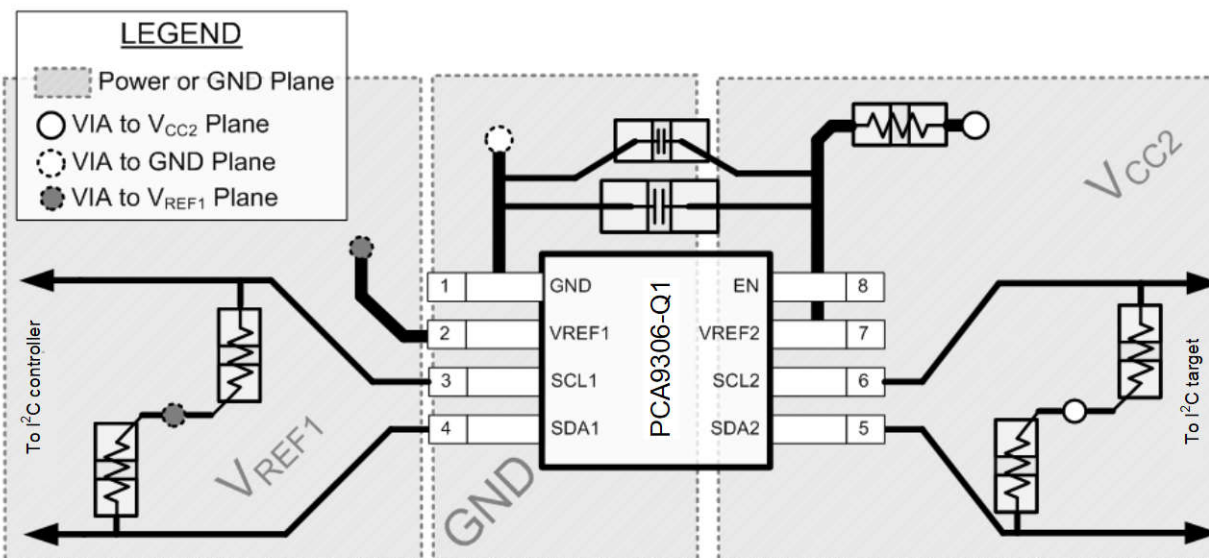 LEGEND
Power or GND Plane
VIA to VCC2 Plane
VIA to GND Plane
VIA to VREF1 Plane
VCC2
1
GND
EN
8
2
VREF1
VREF2
7
3
SCL1
SCL2
6
4
SDA1
SDA2
5
PCA9306-Q1
To I²C controller
To I²C target
VREF1
GND